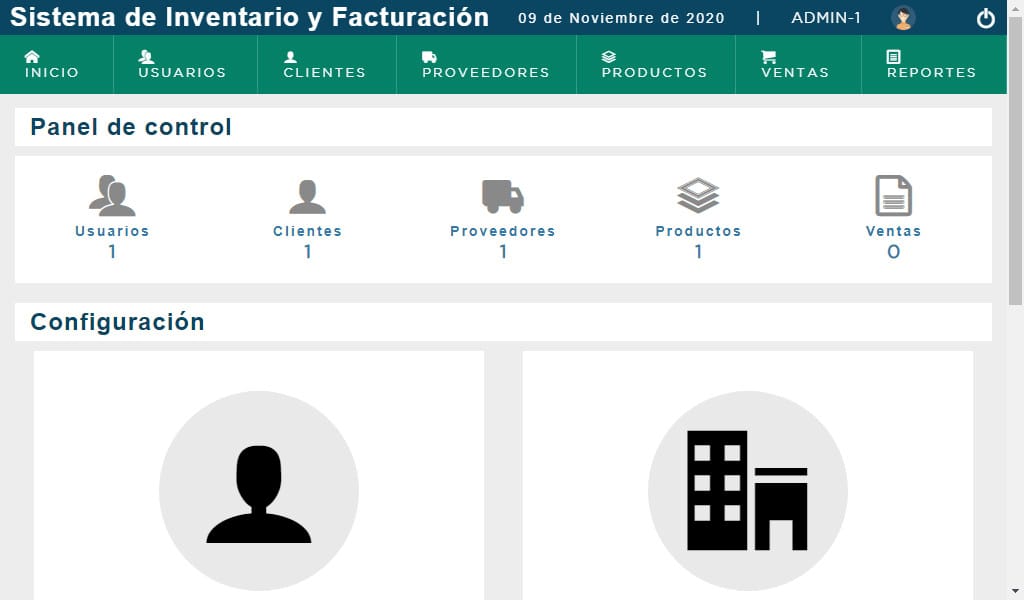 Sistema de Inventario y Facturación 09 de Noviembre de 2020 | ADMIN-1
INICIO USUARIOS CLIENTES PROVEEDORES PRODUCTOS VENTAS REPORTES
Panel de control
Usuarios Clientes Proveedores Productos Ventas
1 1 1 1 0
Configuración